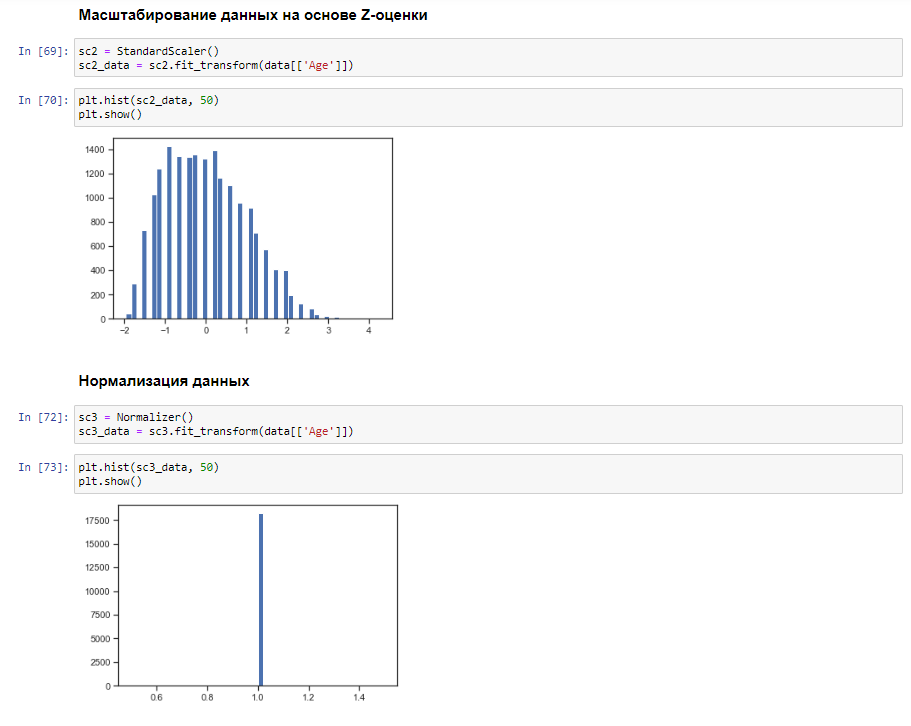 Масштабирование данных на основе Z-оценки
In [69]: sc2 = StandardScaler()
sc2_data = sc2.fit_transform(data[['Age']])
In [70]: plt.hist(sc2_data, 50)
plt.show()
1400
1200
1000
800
600
400
200
0
−2 −1 0 1 2 3 4
Нормализация данных
In [72]: sc3 = Normalizer()
sc3_data = sc3.fit_transform(data[['Age']])
In [73]: plt.hist(sc3_data, 50)
plt.show()
17500
15000
12500
10000
7500
5000
2500
0
0.6 0.8 1.0 1.2 1.4